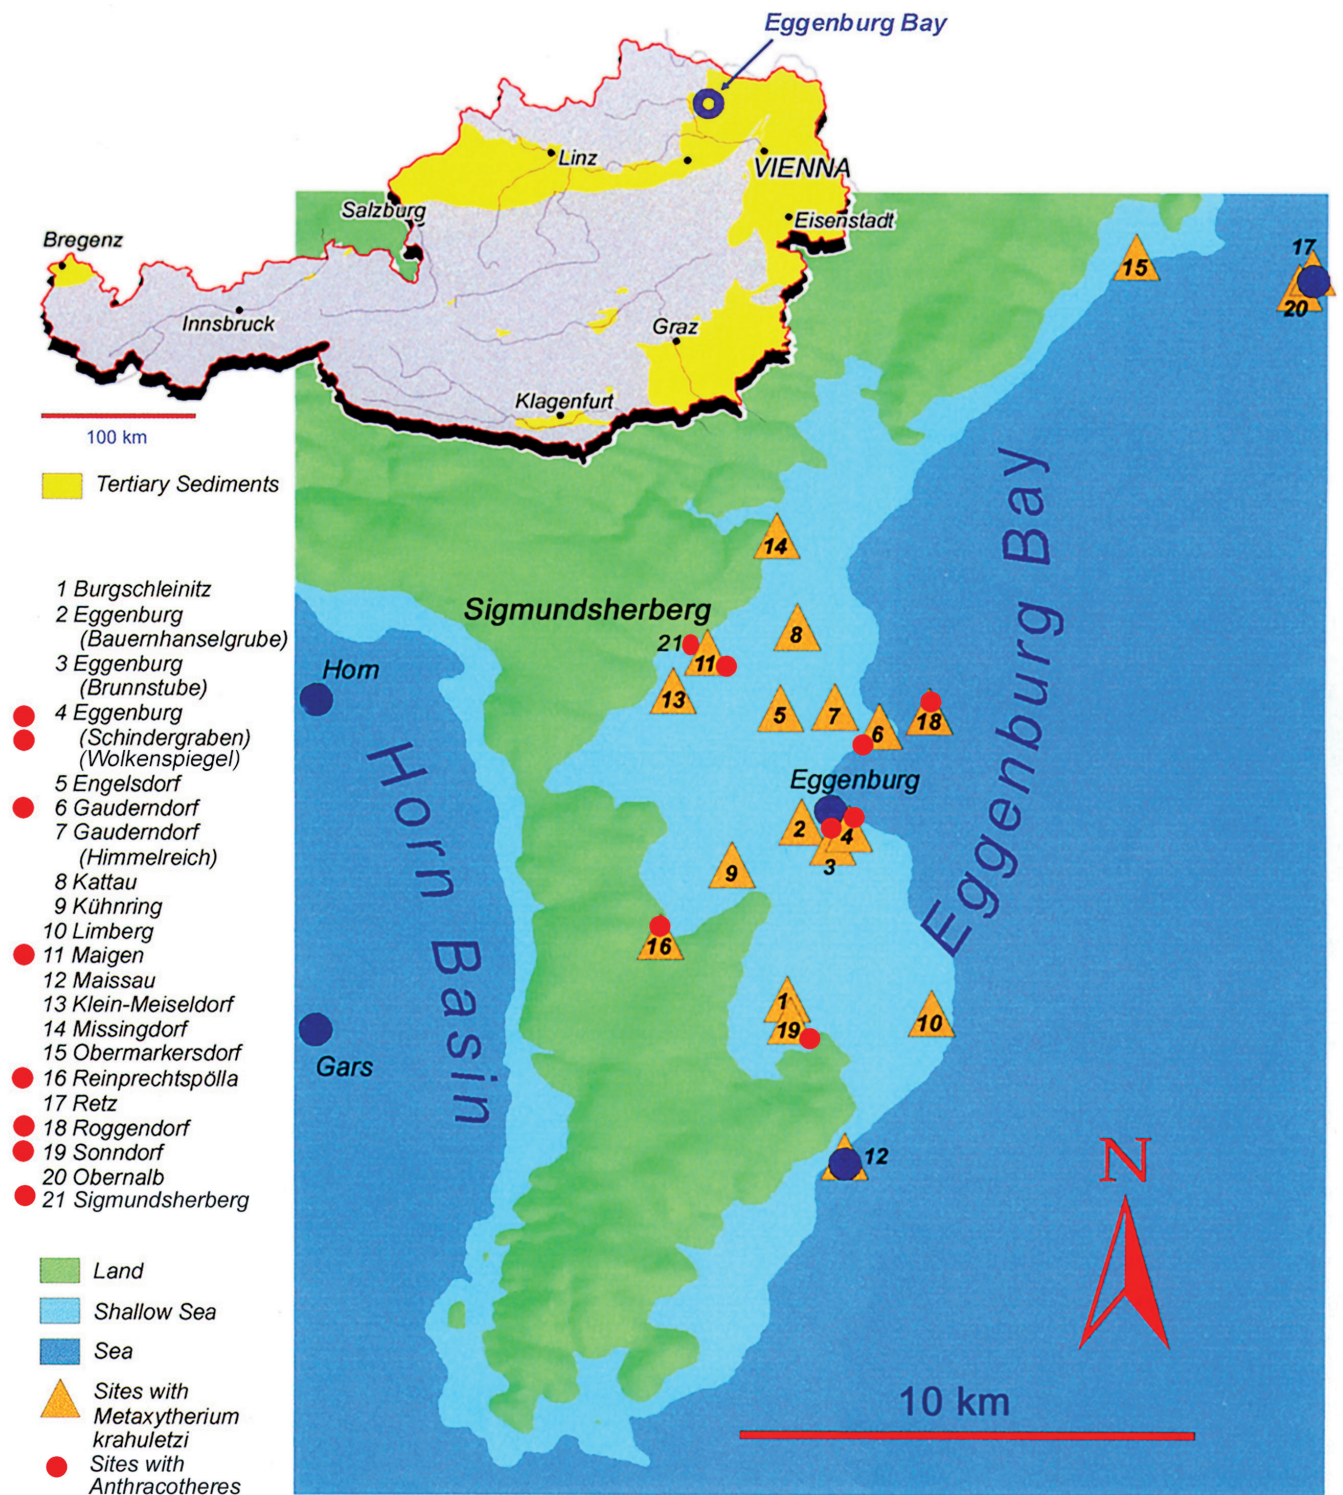 Eggenburg Bay
Linz
VIENNA
Salzburg
Eisenstadt
Bregenz
Innsbruck
Graz
Klagenfurt
100 km
Tertiary Sediments
1 Burgschleinitz
2 Eggenburg
(Bauernhanselgrube)
3 Eggenburg
(Brunnstube)
4 Eggenburg
(Schindergraben)
(Wolkenspiegel)
5 Engelsdorf
6 Gauderndorf
7 Gauderndorf
(Himmelreich)
8 Kattau
9 Kühnring
10 Limberg
11 Maigen
12 Maissau
13 Klein-Meiseldorf
14 Missingdorf
15 Obermarkersdorf
16 Reinprechtspölla
17 Retz
18 Roggendorf
19 Sonndorf
20 Obernalb
21 Sigmundsherberg
Land
Shallow Sea
Sea
Sites with
Metaxytherium
krahuletzi
Sites with
Anthracotheres
15
17
20
14
Sigmundsherberg
21
11
8
13
5
7
6
18
Horn
Eggenburg
2
4
3
9
16
1
19
10
12
Gars
Horn Basin
Eggenburg Bay
N
10 km